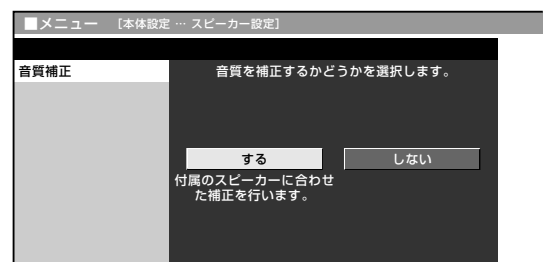 ■メニュー [本体設定 … スピーカー設定]
音質補正
音質を補正するかどうかを選択します。
する しない
付属のスピーカーに合わせ
た補正を行います。